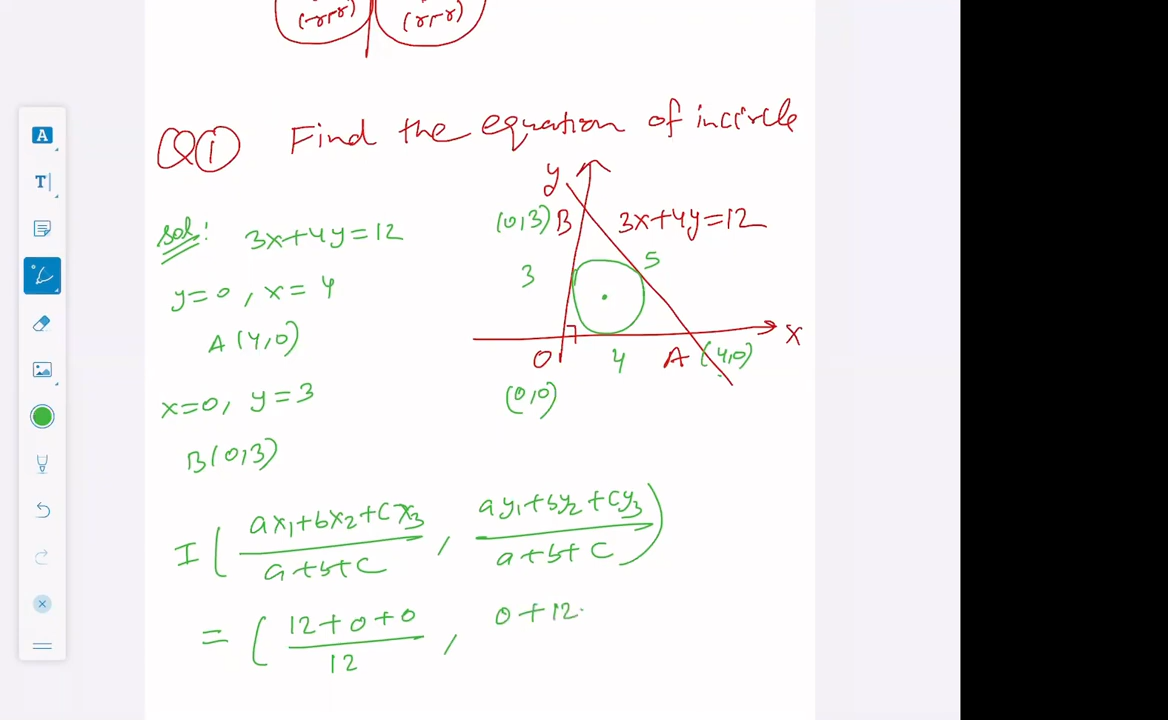 (-r,-r) (r,-r)
Q① Find the equation of incircle
y
(0,3) B 3x+4y=12
sol: 3x+4y=12
3 5
y=0, x=4
A(4,0)
O 4 A (4,0) x
(0,0)
x=0, y=3
B(0,3)
I( ax₁+bx₂+cx₃ / a+b+c , ay₁+by₂+cy₃ / a+b+c )
= ( 12+0+0 / 12 , 0+12
A
T|